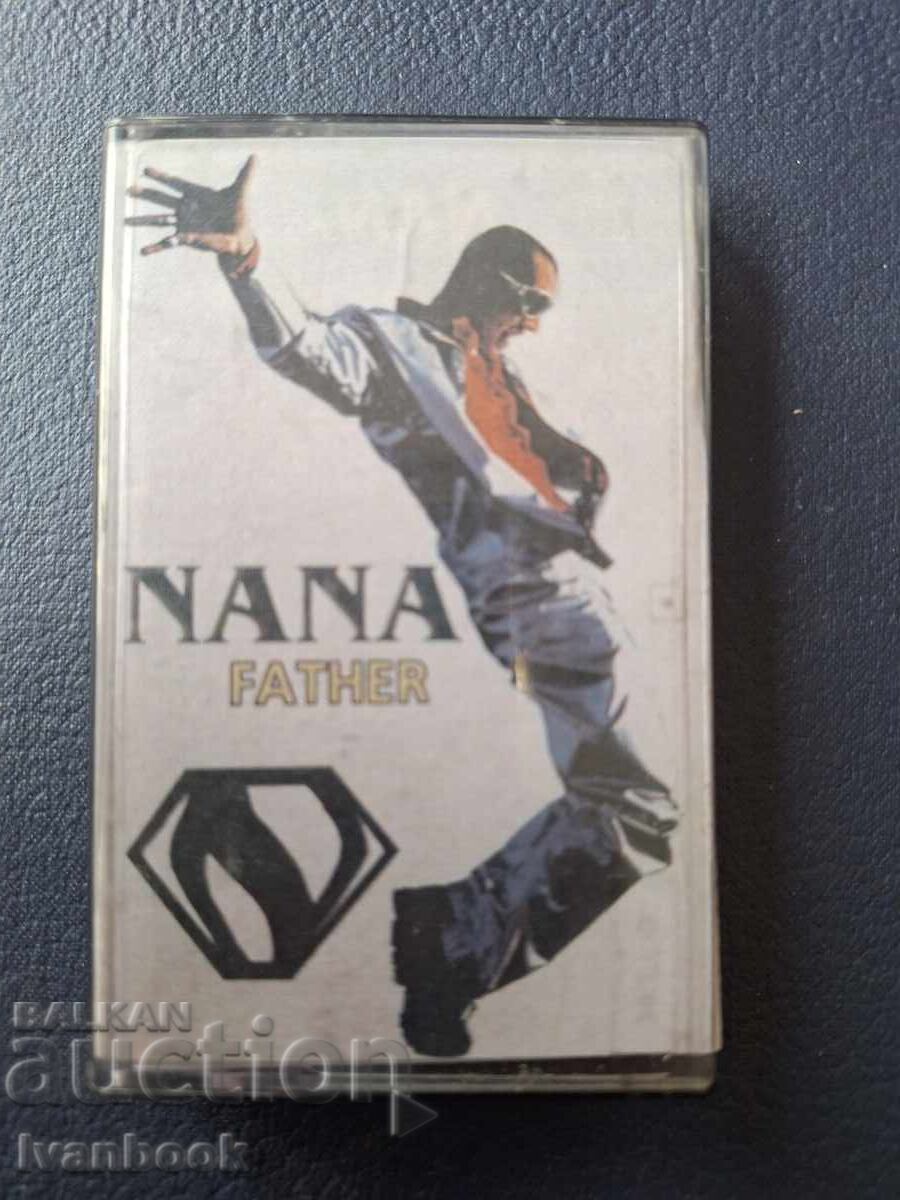 NANA
FATHER
N
BALKAN
auction
Ivanbook